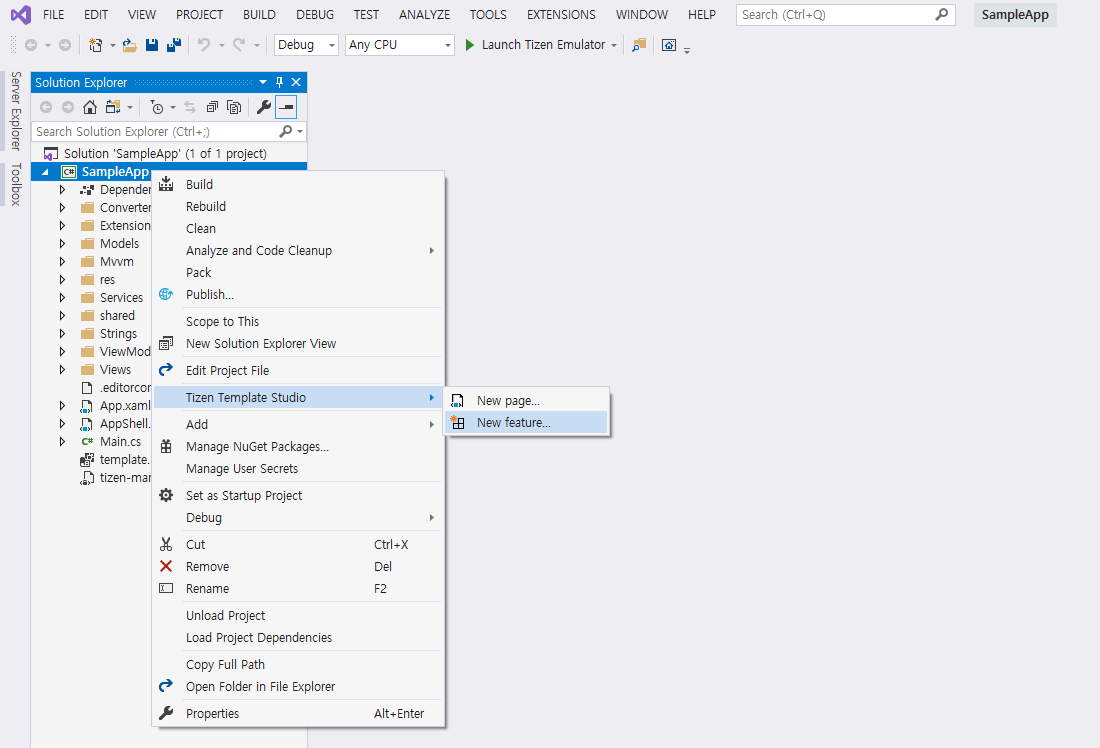 FILE EDIT VIEW PROJECT BUILD DEBUG TEST ANALYZE TOOLS EXTENSIONS WINDOW HELP Search (Ctrl+Q) SampleApp
Debug Any CPU Launch Tizen Emulator
Server Explorer
Toolbox
Solution Explorer
Search Solution Explorer (Ctrl+;)
Solution 'SampleApp' (1 of 1 project)
C# SampleApp
Depender
Converter
Extension
Models
Mvvm
res
Services
shared
Strings
ViewMod
Views
.editorcor
App.xaml
AppShell.
C# Main.cs
template.
tizen-mar
Build
Rebuild
Clean
Analyze and Code Cleanup
Pack
Publish...
Scope to This
New Solution Explorer View
Edit Project File
Tizen Template Studio
New page...
New feature...
Add
Manage NuGet Packages...
Manage User Secrets
Set as Startup Project
Debug
Cut Ctrl+X
Remove Del
Rename F2
Unload Project
Load Project Dependencies
Copy Full Path
Open Folder in File Explorer
Properties Alt+Enter